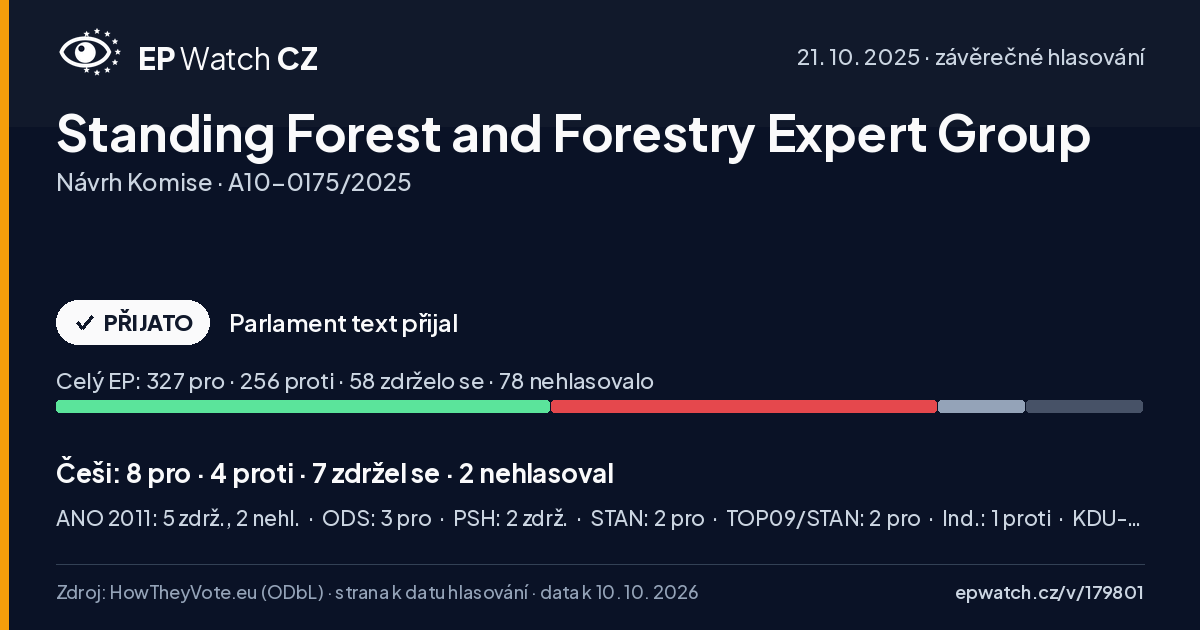 EP Watch CZ
21. 10. 2025 · závěrečné hlasování
Standing Forest and Forestry Expert Group
Návrh Komise · A10–0175/2025
✓ PŘIJATO
Parlament text přijal
Celý EP: 327 pro · 256 proti · 58 zdrželo se · 78 nehlasovalo
Češi: 8 pro · 4 proti · 7 zdržel se · 2 nehlasoval
ANO 2011: 5 zdrž., 2 nehl. · ODS: 3 pro · PSH: 2 zdrž. · STAN: 2 pro · TOP09/STAN: 2 pro · Ind.: 1 proti · KDU-…
Zdroj: HowTheyVote.eu (ODbL) · strana k datu hlasování · data k 10. 10. 2026
epwatch.cz/v/179801